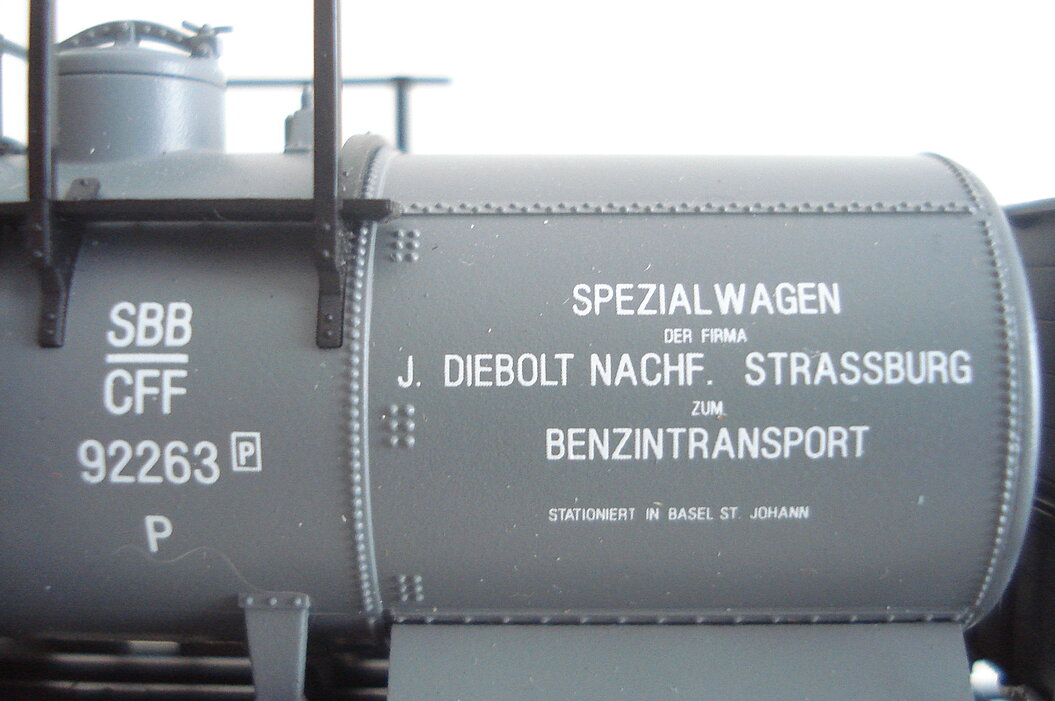 SBB
CFF
92263 P
P
SPEZIALWAGEN
DER FIRMA
J. DIEBOLT NACHF. STRASSBURG
ZUM
BENZINTRANSPORT
STATIONIERT IN BASEL ST. JOHANN